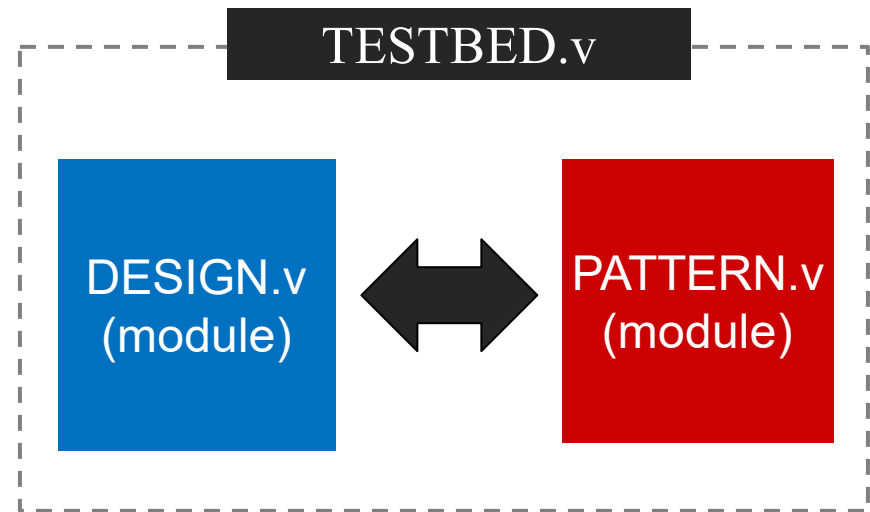 TESTBED.v
DESIGN.v
(module)
PATTERN.v
(module)